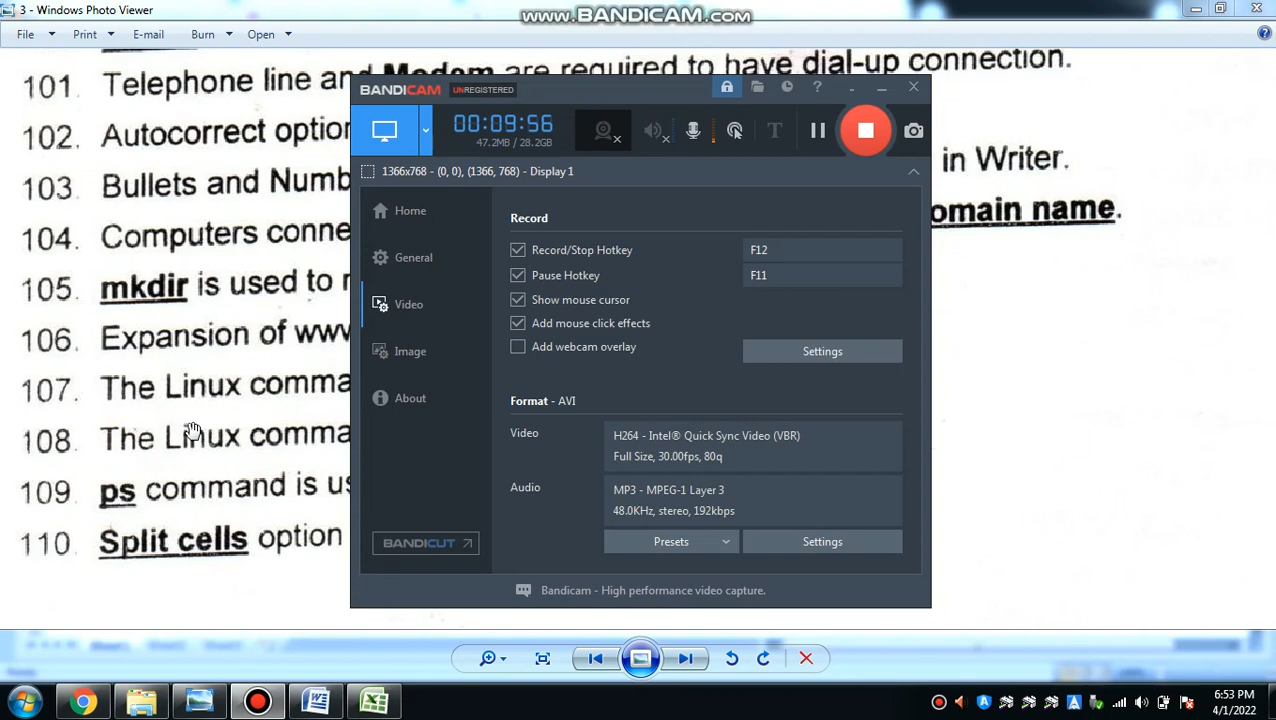 3 - Windows Photo Viewer
www.BANDICAM.com
File Print E-mail Burn Open
101. Telephone line and Modem are required to have dial-up connection.
102. Autocorrect optio
in Writer.
103. Bullets and Numb
omain name.
104. Computers conne
105. mkdir is used to
106. Expansion of www
107. The Linux comma
108. The Linux comma
109. ps command is us
110. Split cells option
BANDICAM UNREGISTERED
00:09:56
47.2MB / 28.2GB
1366x768 - (0, 0), (1366, 768) - Display 1
Home
General
Video
Image
About
BANDICUT
Record
Record/Stop Hotkey F12
Pause Hotkey F11
Show mouse cursor
Add mouse click effects
Add webcam overlay Settings
Format - AVI
Video H264 - Intel® Quick Sync Video (VBR)
Full Size, 30.00fps, 80q
Audio MP3 - MPEG-1 Layer 3
48.0KHz, stereo, 192kbps
Presets Settings
Bandicam - High performance video capture.
6:53 PM
4/1/2022